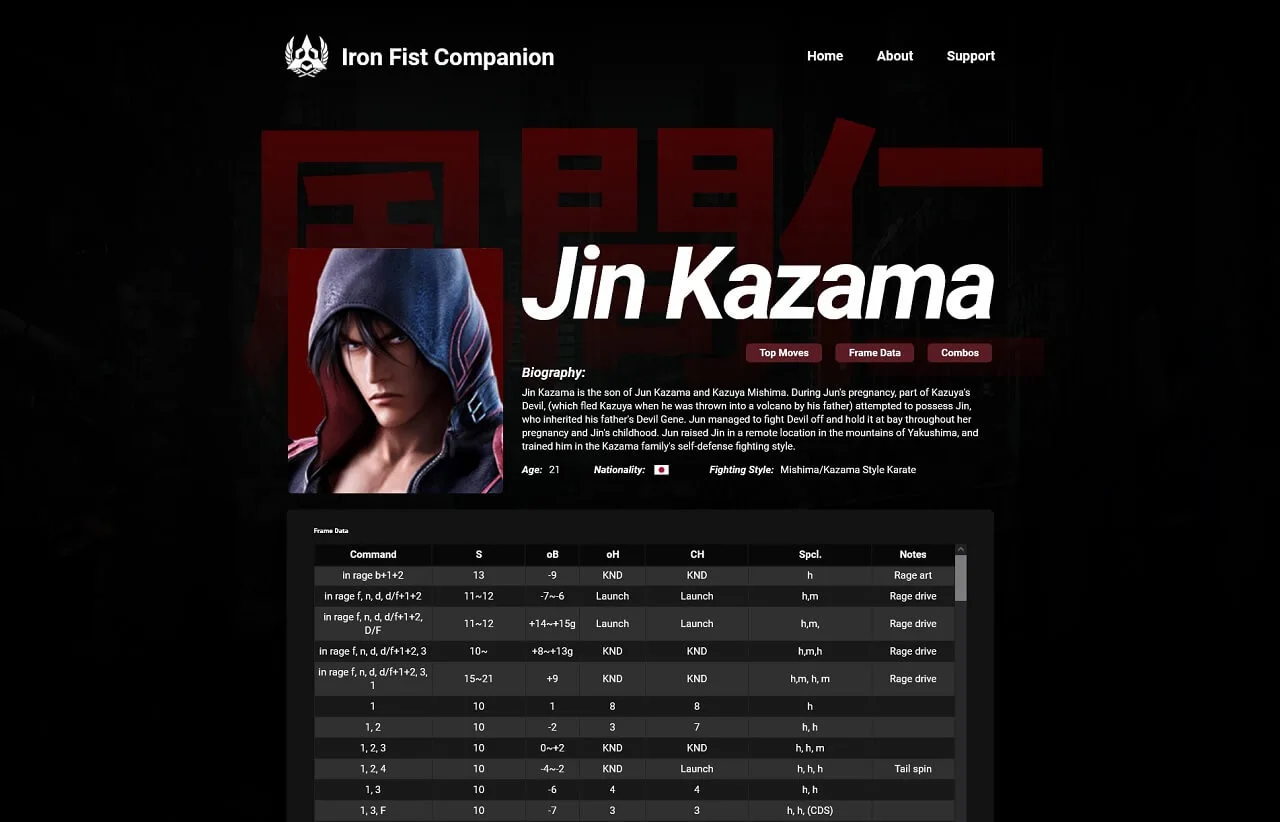 Iron Fist Companion
Home About Support
風間仁
Jin Kazama
Top Moves Frame Data Combos
Biography:
Jin Kazama is the son of Jun Kazama and Kazuya Mishima. During Jun's pregnancy, part of Kazuya's
Devil, (which fled Kazuya when he was thrown into a volcano by his father) attempted to possess Jin,
who inherited his father's Devil Gene. Jun managed to fight Devil off and hold it at bay throughout her
pregnancy and Jin's childhood. Jun raised Jin in a remote location in the mountains of Yakushima, and
trained him in the Kazama family's self-defense fighting style.
Age: 21 Nationality: Fighting Style: Mishima/Kazama Style Karate
Frame Data
Command S oB oH CH Spcl. Notes
in rage b+1+2 13 -9 KND KND h Rage art
in rage f, n, d, d/f+1+2 11~12 -7~-6 Launch Launch h,m Rage drive
in rage f, n, d, d/f+1+2,
D/F 11~12 +14~+15g Launch Launch h,m, Rage drive
in rage f, n, d, d/f+1+2, 3 10~ +8~+13g KND KND h,m,h Rage drive
in rage f, n, d, d/f+1+2, 3,
1 15~21 +9 KND KND h,m, h, m Rage drive
1 10 1 8 8 h
1, 2 10 -2 3 7 h, h
1, 2, 3 10 0~+2 KND KND h, h, m
1, 2, 4 10 -4~-2 KND Launch h, h, h Tail spin
1, 3 10 -6 4 4 h, h
1, 3, F 10 -7 3 3 h, h, (CDS)